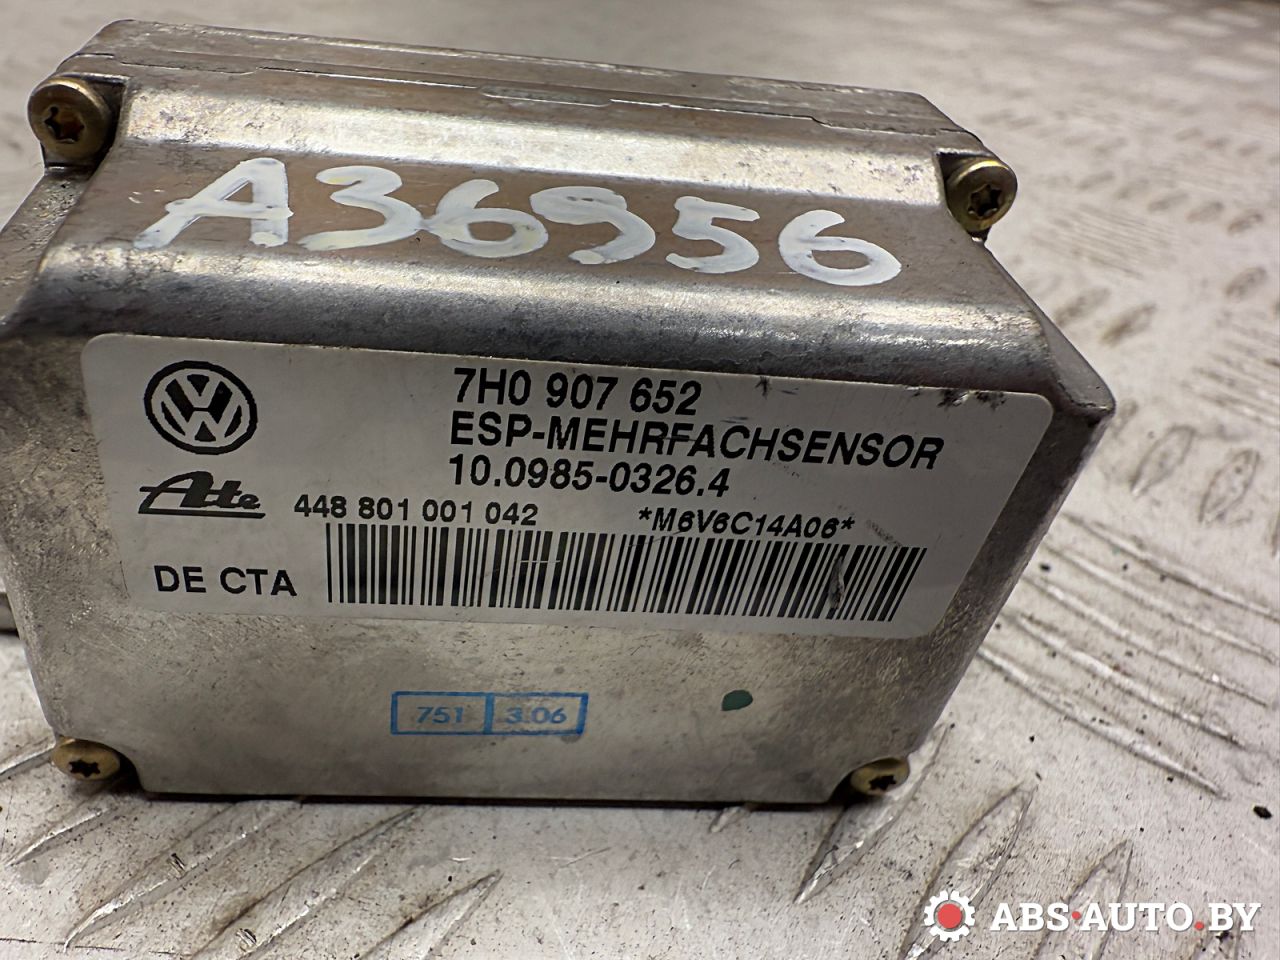 A36956
7H0 907 652
ESP-MEHRFACHSENSOR
10.0985-0326.4
Ate
448 801 001 042 *M6V6C14A06*
DE CTA
751 3.06
ABS-AUTO.BY